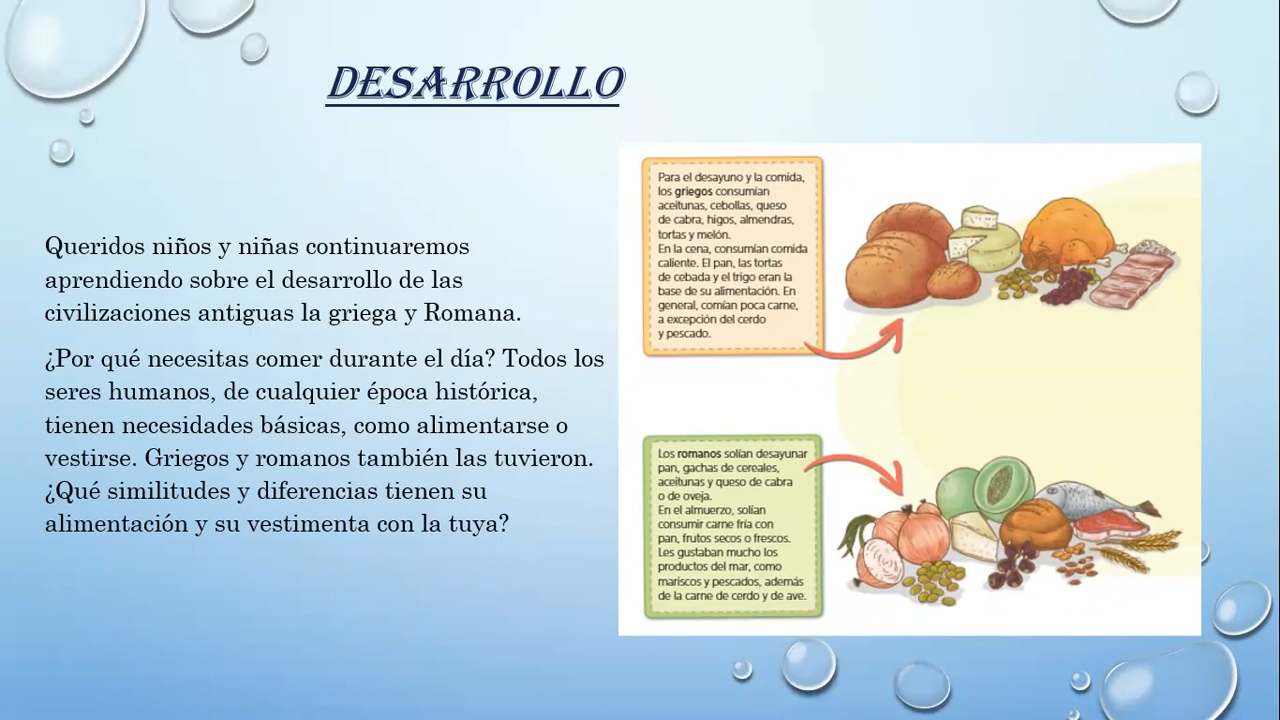 DESARROLLO
Queridos niños y niñas continuaremos
aprendiendo sobre el desarrollo de las
civilizaciones antiguas la griega y Romana.
¿Por qué necesitas comer durante el día? Todos los
seres humanos, de cualquier época histórica,
tienen necesidades básicas, como alimentarse o
vestirse. Griegos y romanos también las tuvieron.
¿Qué similitudes y diferencias tienen su
alimentación y su vestimenta con la tuya?
Para el desayuno y la comida,
los griegos consumían
aceitunas, cebollas, queso
de cabra, higos, almendras,
tortas y melón.
En la cena, consumían comida
caliente. El pan, las tortas
de cebada y el trigo eran la
base de su alimentación. En
general, comían poca carne,
a excepción del cerdo
y pescado.
Los romanos solían desayunar
pan, gachas de cereales,
aceitunas y queso de cabra
o de oveja.
En el almuerzo, solían
consumir carne fría con
pan, frutos secos o frescos.
Les gustaban mucho los
productos del mar, como
mariscos y pescados, además
de la carne de cerdo y de ave.